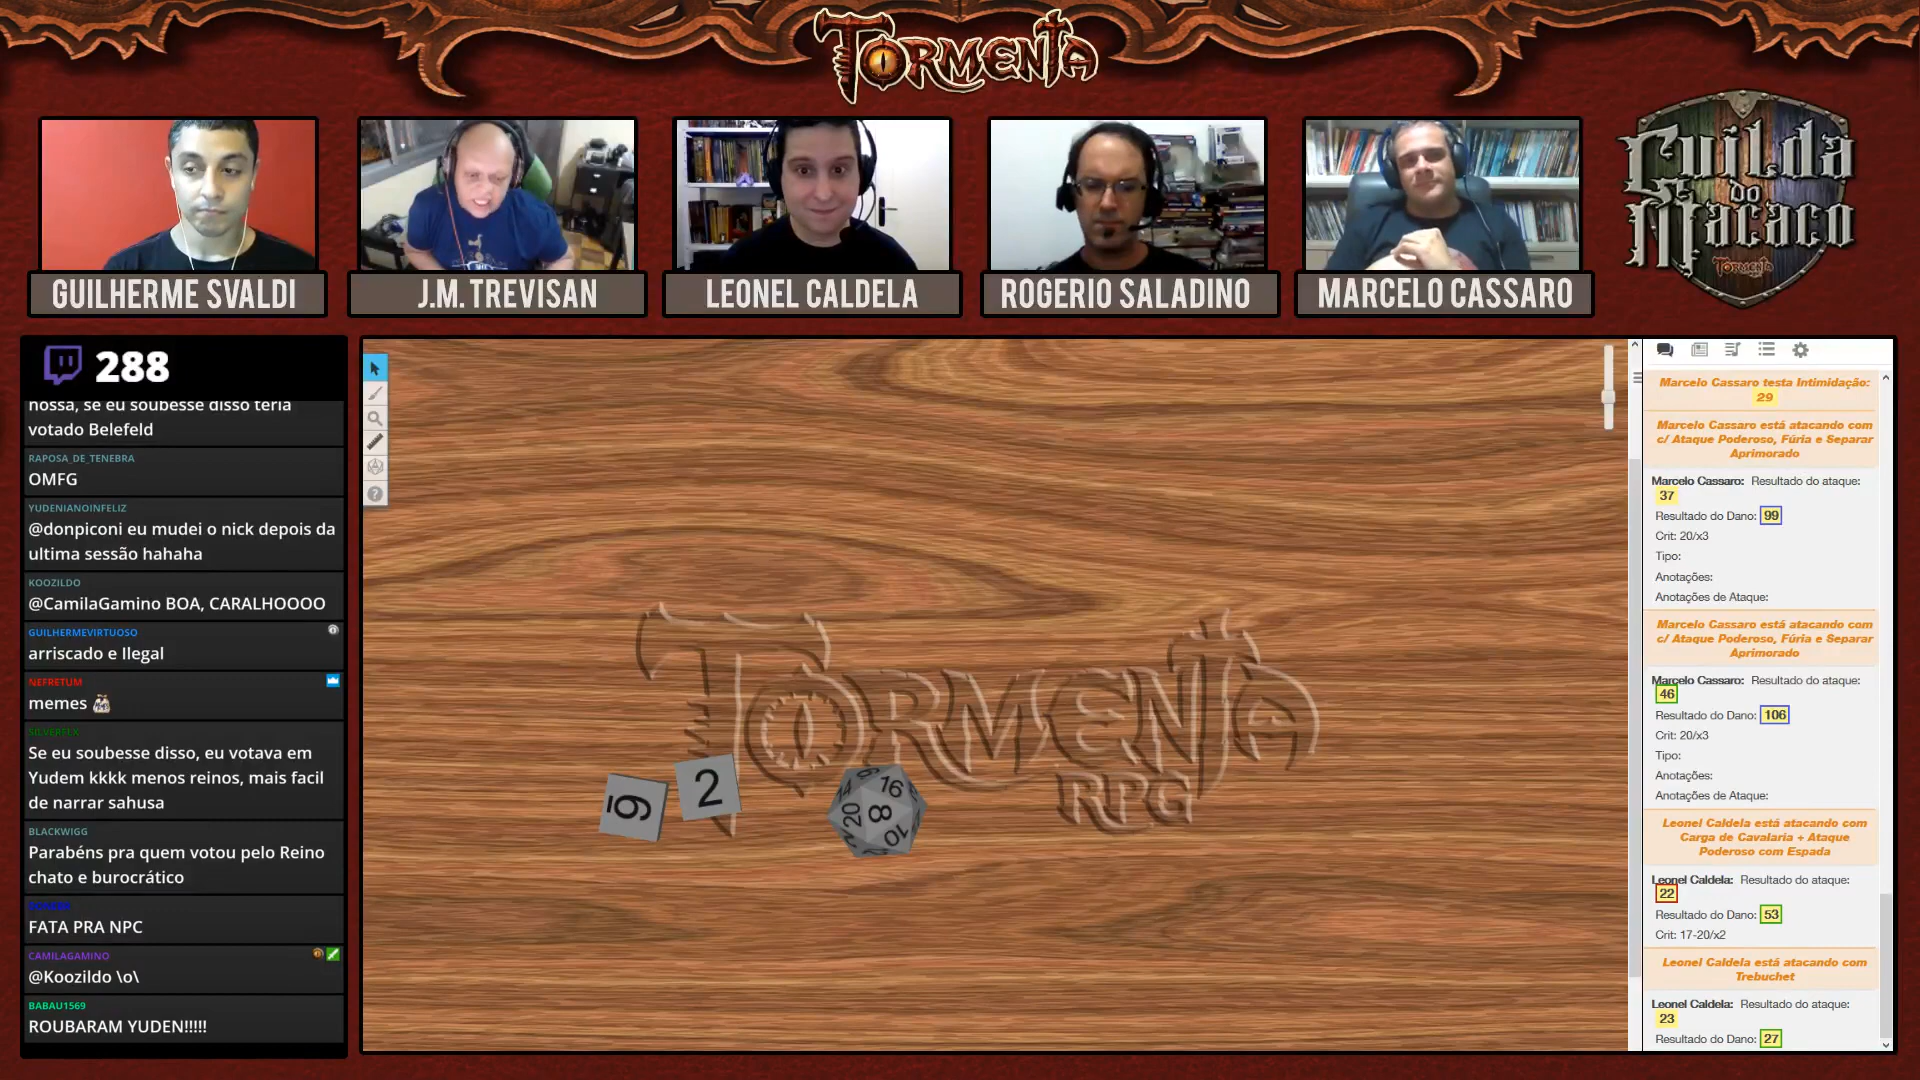 TORMENTA
Guilda
do
Macaco
TORMENTA
GUILHERME SVALDI
J.M. TREVISAN
LEONEL CALDELA
ROGERIO SALADINO
MARCELO CASSARO
288
nossa, se eu soubesse disso teria
votado Belefeld
RAPOSA_DE_TENEBRA
OMFG
YUDENIANOINFELIZ
@donpiconi eu mudei o nick depois da
ultima sessão hahaha
KOOZILDO
@CamilaGamino BOA, CARALHOOOO
GUILHERMEVIRTUOSO
arriscado e Ilegal
NEFRETUM
memes
Se eu soubesse disso, eu votava em
Yudem kkkk menos reinos, mais facil
de narrar sahusa
BLACKWIGG
Parabéns pra quem votou pelo Reino
chato e burocrático
FATA PRA NPC
CAMILAGAMINO
@Koozildo \o\
BABAU1569
ROUBARAM YUDEN!!!!!
TORMENTA
RPG
9
2
16
20
8
10
Marcelo Cassaro testa Intimidação:
29
Marcelo Cassaro está atacando com
c/ Ataque Poderoso, Fúria e Separar
Aprimorado
Marcelo Cassaro: Resultado do ataque:
37
Resultado do Dano: 99
Crit: 20/x3
Tipo:
Anotações:
Anotações de Ataque:
Marcelo Cassaro está atacando com
c/ Ataque Poderoso, Fúria e Separar
Aprimorado
Marcelo Cassaro: Resultado do ataque:
46
Resultado do Dano: 106
Crit: 20/x3
Tipo:
Anotações:
Anotações de Ataque:
Leonel Caldela está atacando com
Carga de Cavalaria + Ataque
Poderoso com Espada
Leonel Caldela: Resultado do ataque:
22
Resultado do Dano: 53
Crit: 17-20/x2
Leonel Caldela está atacando com
Trebuchet
Leonel Caldela: Resultado do ataque:
23
Resultado do Dano: 27